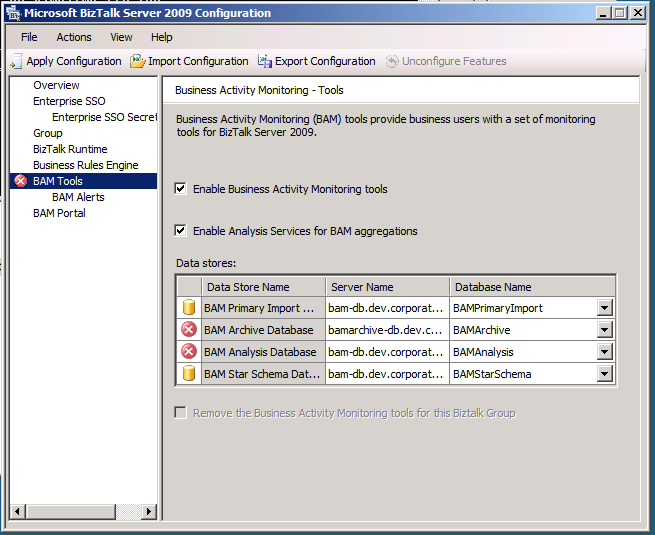 Microsoft BizTalk Server 2009 Configuration
File Actions View Help
Apply Configuration Import Configuration Export Configuration Unconfigure Features
Overview
Enterprise SSO
Enterprise SSO Secret
Group
BizTalk Runtime
Business Rules Engine
BAM Tools
BAM Alerts
BAM Portal
Business Activity Monitoring - Tools
Business Activity Monitoring (BAM) tools provide business users with a set of monitoring
tools for BizTalk Server 2009.
Enable Business Activity Monitoring tools
Enable Analysis Services for BAM aggregations
Data stores:
Data Store Name Server Name Database Name
BAM Primary Import ... bam-db.dev.corporat... BAMPrimaryImport
BAM Archive Database bamarchive-db.dev.c... BAMArchive
BAM Analysis Database bam-db.dev.corporat... BAMAnalysis
BAM Star Schema Dat... bam-db.dev.corporat... BAMStarSchema
Remove the Business Activity Monitoring tools for this Biztalk Group